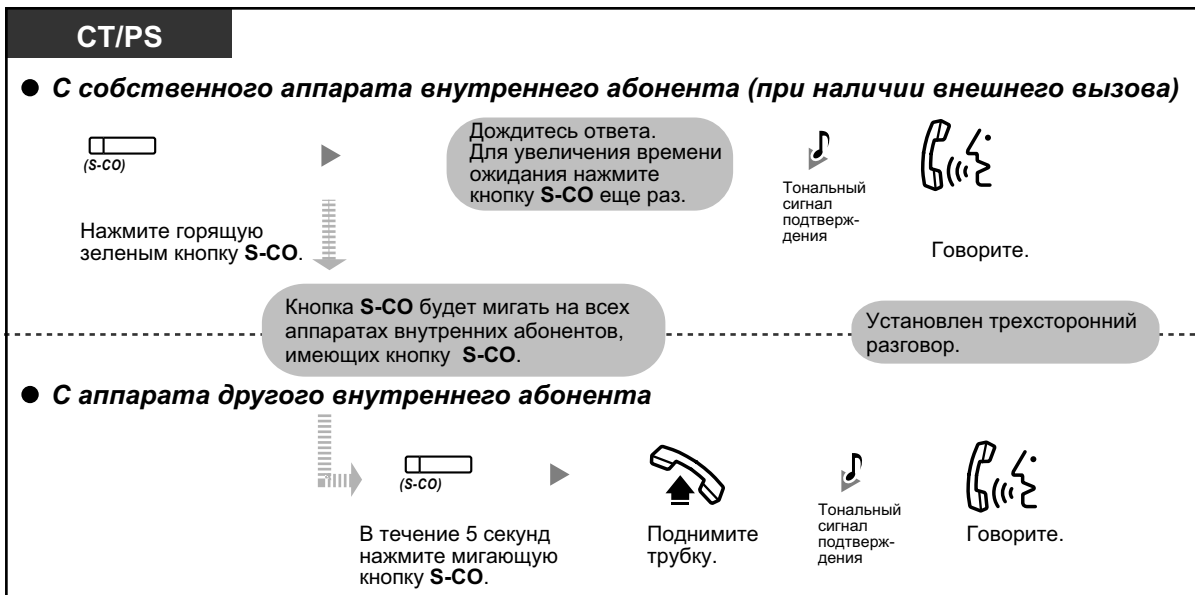 CT/PS
● С собственного аппарата внутреннего абонента (при наличии внешнего вызова)
(S-CO)
Нажмите горящую
зеленым кнопку S-CO.
Дождитесь ответа.
Для увеличения времени
ожидания нажмите
кнопку S-CO еще раз.
Тональный
сигнал
подтверж-
дения
Говорите.
Кнопка S-CO будет мигать на всех
аппаратах внутренних абонентов,
имеющих кнопку S-CO.
Установлен трехсторонний
разговор.
● С аппарата другого внутреннего абонента
(S-CO)
В течение 5 секунд
нажмите мигающую
кнопку S-CO.
Поднимите
трубку.
Тональный
сигнал
подтверж-
дения
Говорите.